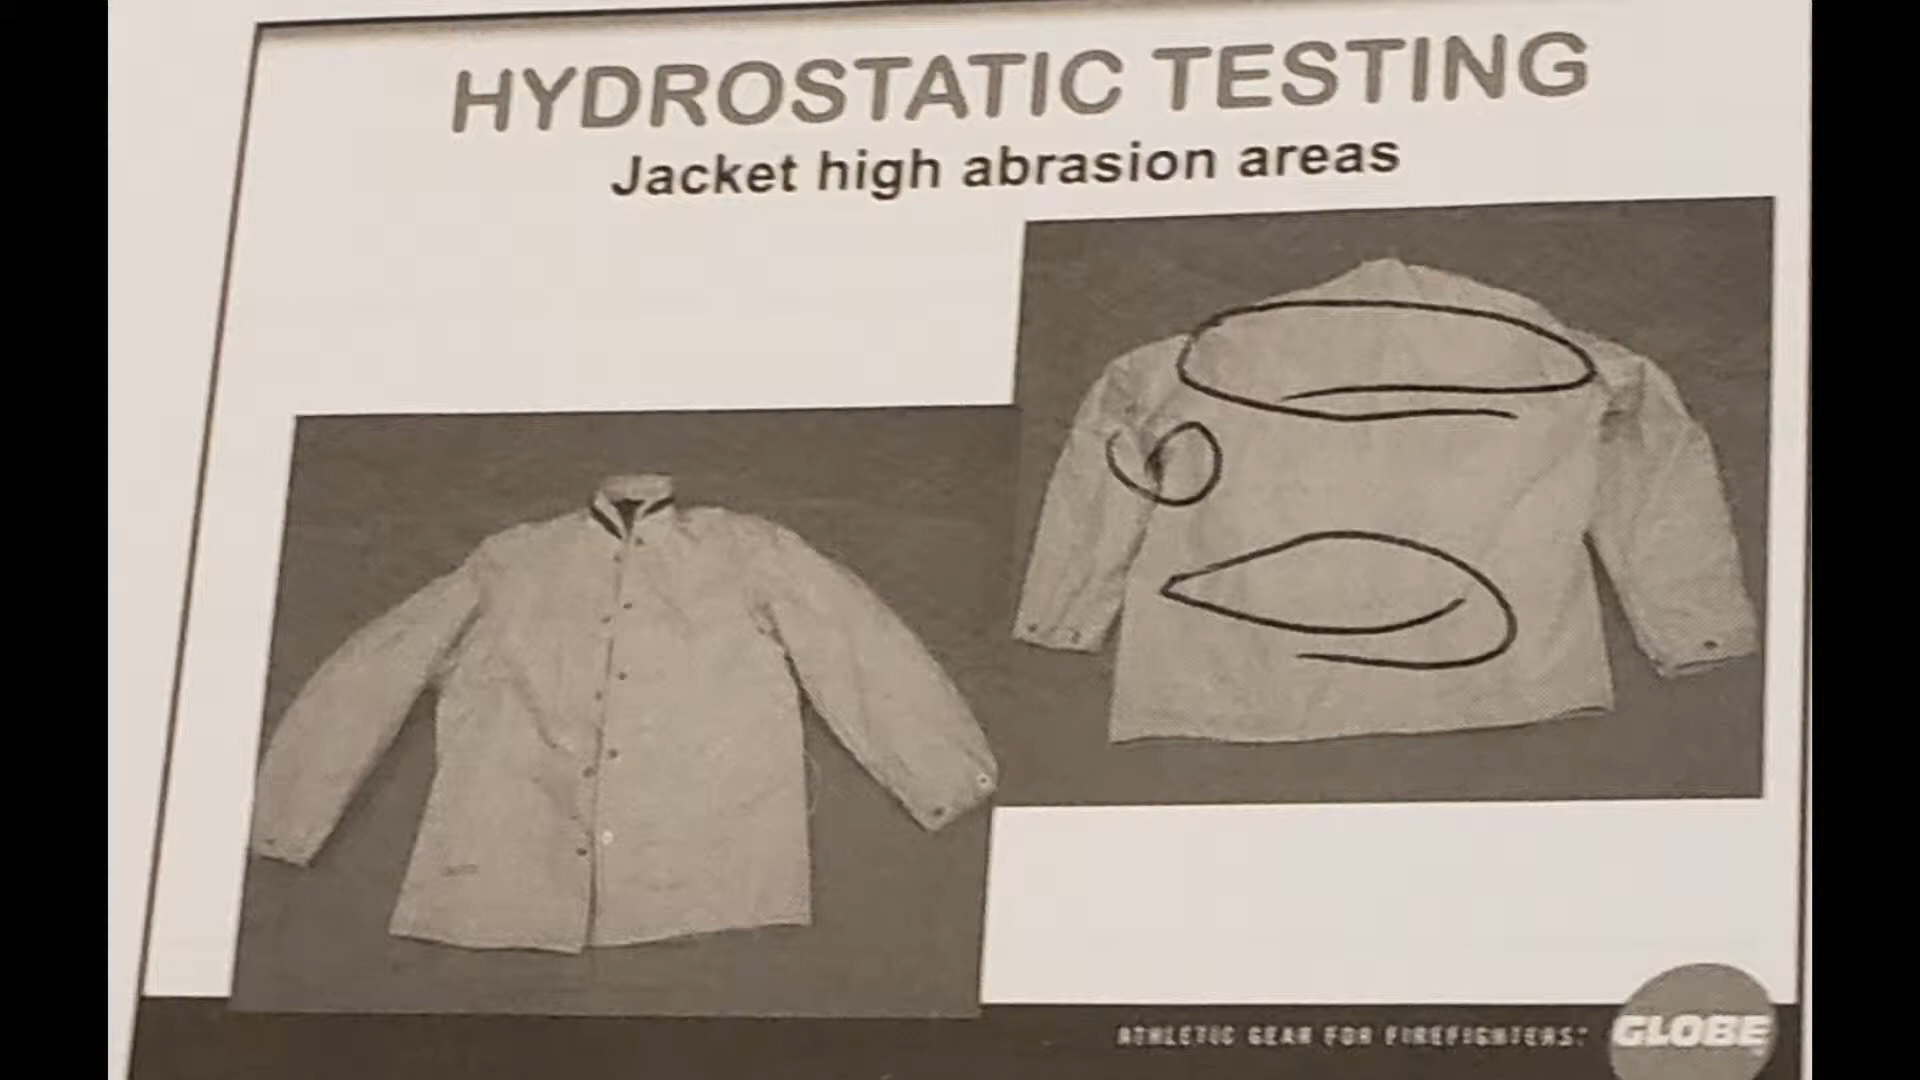 HYDROSTATIC TESTING
Jacket high abrasion areas
ATHLETIC GEAR FOR FIREFIGHTERS.
GLOBE